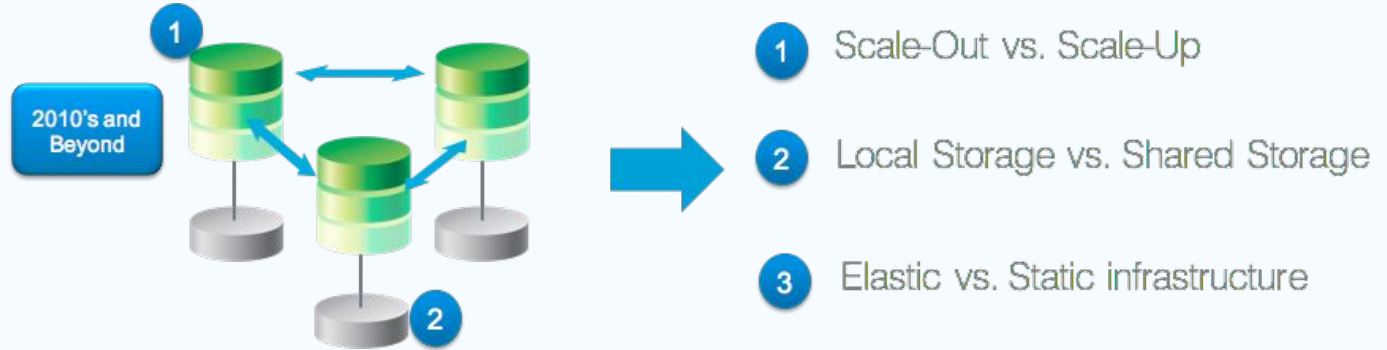 1
2010's and
Beyond
2
1 Scale-Out vs. Scale-Up
2 Local Storage vs. Shared Storage
3 Elastic vs. Static infrastructure